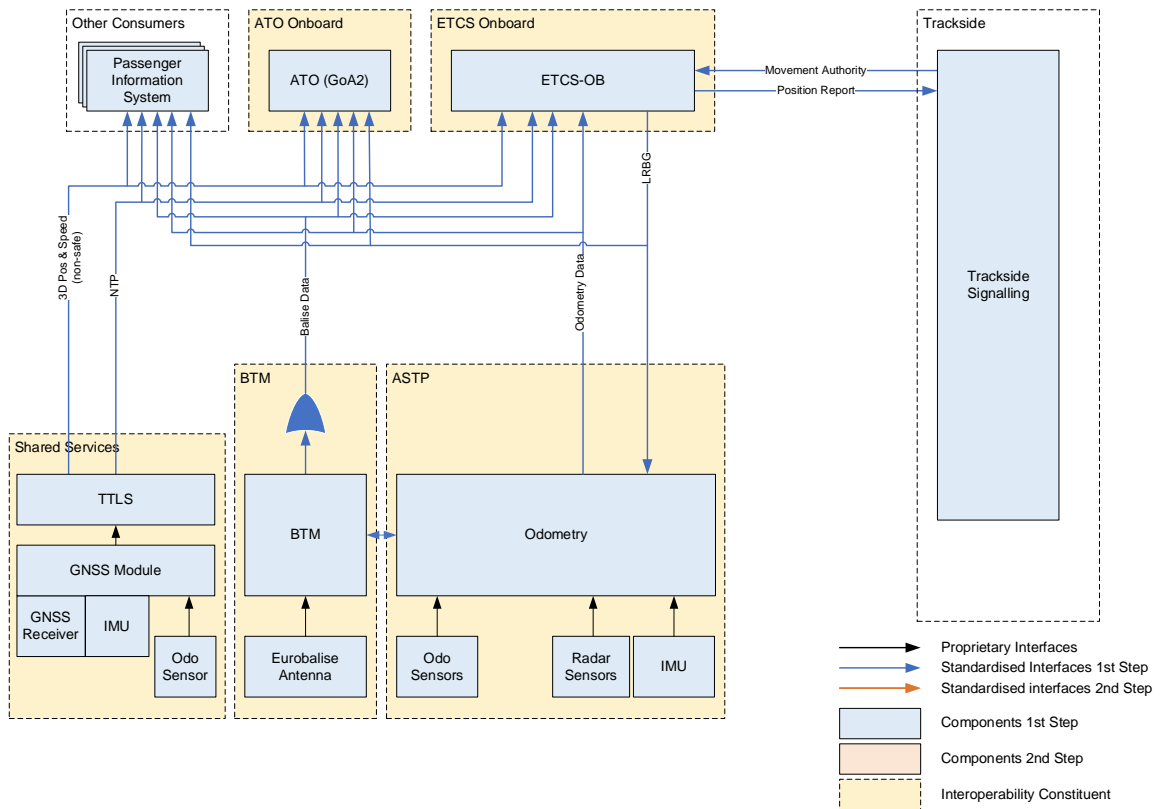 Other Consumers
Passenger
Information
System
ATO Onboard
ATO (GoA2)
ETCS Onboard
ETCS-OB
Trackside
Movement Authority
Position Report
Trackside
Signalling
LRBG
3D Pos & Speed
(non-safe)
NTP
Balise Data
Odometry Data
Shared Services
TTLS
GNSS Module
GNSS
Receiver
IMU
Odo
Sensor
BTM
BTM
Eurobalise
Antenna
ASTP
Odometry
Odo
Sensors
Radar
Sensors
IMU
Proprietary Interfaces
Standardised Interfaces 1st Step
Standardised interfaces 2nd Step
Components 1st Step
Components 2nd Step
Interoperability Constituent